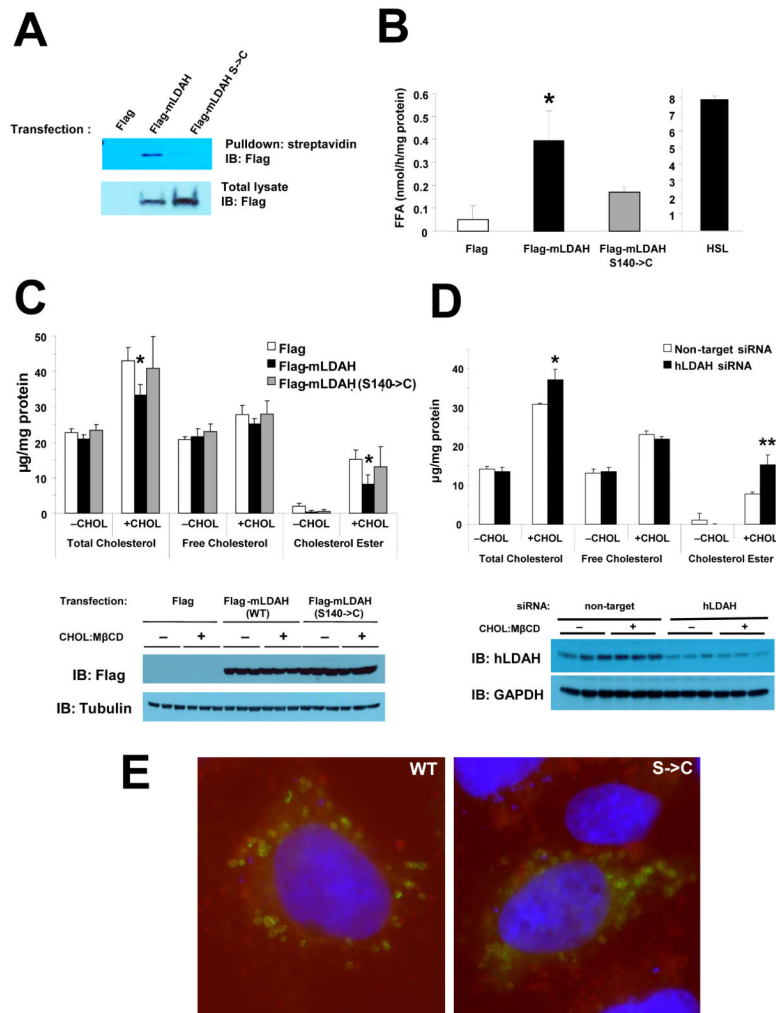 A
Transfection :
Flag
Flag-mLDAH
Flag-mLDAH S->C
Pulldown: streptavidin
IB: Flag
Total lysate
IB: Flag
B
FFA (nmol/h/mg protein)
0.6
0.5
0.4
0.3
0.2
0.1
0
*
8
7
6
5
4
3
2
1
Flag
Flag-mLDAH
Flag-mLDAH
S140->C
HSL
C
µg/mg protein
50
40
30
20
10
0
Flag
Flag-mLDAH
Flag-mLDAH (S140->C)
*
*
–CHOL +CHOL –CHOL +CHOL –CHOL +CHOL
Total Cholesterol Free Cholesterol Cholesterol Ester
Transfection: Flag Flag-mLDAH (WT) Flag-mLDAH (S140->C)
CHOL:MβCD – + – + – +
IB: Flag
IB: Tubulin
D
µg/mg protein
40
30
20
10
0
Non-target siRNA
hLDAH siRNA
*
**
–CHOL +CHOL –CHOL +CHOL –CHOL +CHOL
Total Cholesterol Free Cholesterol Cholesterol Ester
siRNA: non-target hLDAH
CHOL:MβCD – + – +
IB: hLDAH
IB: GAPDH
E
WT
S->C